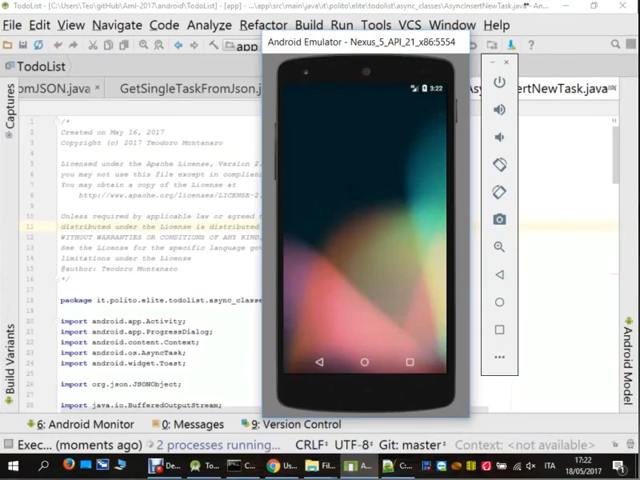 TodoList - [C:\Users\Teo\gitHub\AmI-2017\android\TodoList] - [app] - ...\app\src\main\java\it\polito\elite\todolist\async_classes\AsyncInsertNewTask.java
File Edit View Navigate Code Analyze Refactor Build Run Tools VCS Window Help
app
Android Emulator - Nexus_5_API_21_x86:5554
TodoList
omJSON.java
GetSingleTaskFromJson.j
InsertNewTask.java
Captures
3:22
/*
Created on May 16, 2017
Copyright (c) 2017 Teodoro Montanaro
Licensed under the Apache License, Version 2.
you may not use this file except in complian
You may obtain a copy of the License at
http://www.apache.org/licenses/LICENSE-2.
Unless required by applicable law or agreed t
distributed under the License is distributed
WITHOUT WARRANTIES OR CONDITIONS OF ANY KIND,
See the License for the specific language gov
limitations under the License
@author: Teodoro Montanaro
*/
package it.polito.elite.todolist.async_classe
import android.app.Activity;
import android.app.ProgressDialog;
import android.content.Context;
import android.os.AsyncTask;
import android.widget.Toast;
import org.json.JSONObject;
import java.io.BufferedOutputStream;
Build Variants
Android Model
6: Android Monitor 0: Messages 9: Version Control
Exec... (moments ago) 2 processes running... CRLF: UTF-8: Git: master: Context: <not available>
De... To... C... Us... Fil... A... C:... ITA 17:22
18/05/2017